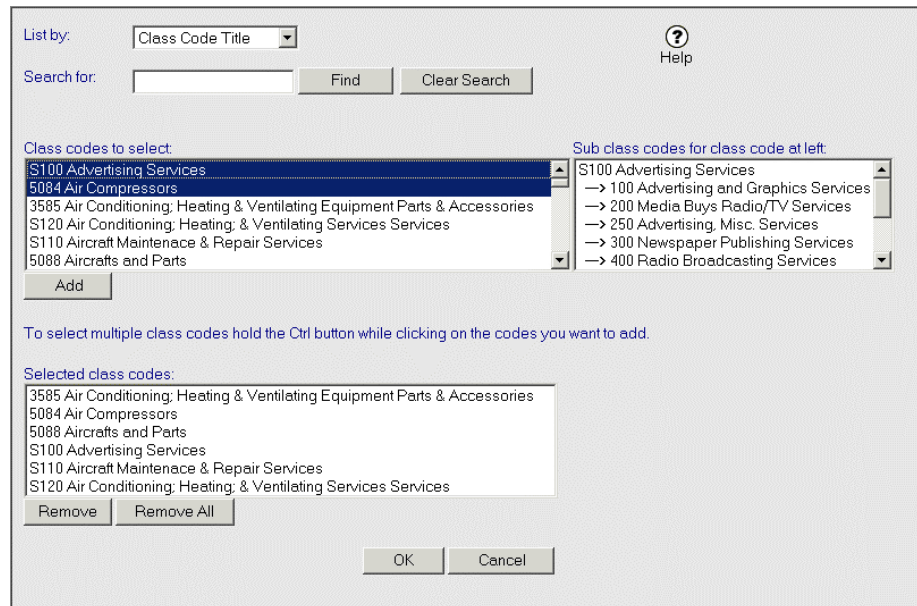 List by: Class Code Title
Help
Search for: Find Clear Search
Class codes to select:
S100 Advertising Services
5084 Air Compressors
3585 Air Conditioning; Heating & Ventilating Equipment Parts & Accessories
S120 Air Conditioning; Heating; & Ventilating Services Services
S110 Aircraft Maintenace & Repair Services
5088 Aircrafts and Parts
Sub class codes for class code at left:
S100 Advertising Services
—> 100 Advertising and Graphics Services
—> 200 Media Buys Radio/TV Services
—> 250 Advertising, Misc. Services
—> 300 Newspaper Publishing Services
—> 400 Radio Broadcasting Services
Add
To select multiple class codes hold the Ctrl button while clicking on the codes you want to add.
Selected class codes:
3585 Air Conditioning; Heating & Ventilating Equipment Parts & Accessories
5084 Air Compressors
5088 Aircrafts and Parts
S100 Advertising Services
S110 Aircraft Maintenace & Repair Services
S120 Air Conditioning; Heating; & Ventilating Services Services
Remove Remove All
OK Cancel